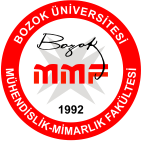 BOZOK ÜNİVERSİTESİ
Bozok
MMF
1992
MÜHENDİSLİK-MİMARLIK FAKÜLTESİ